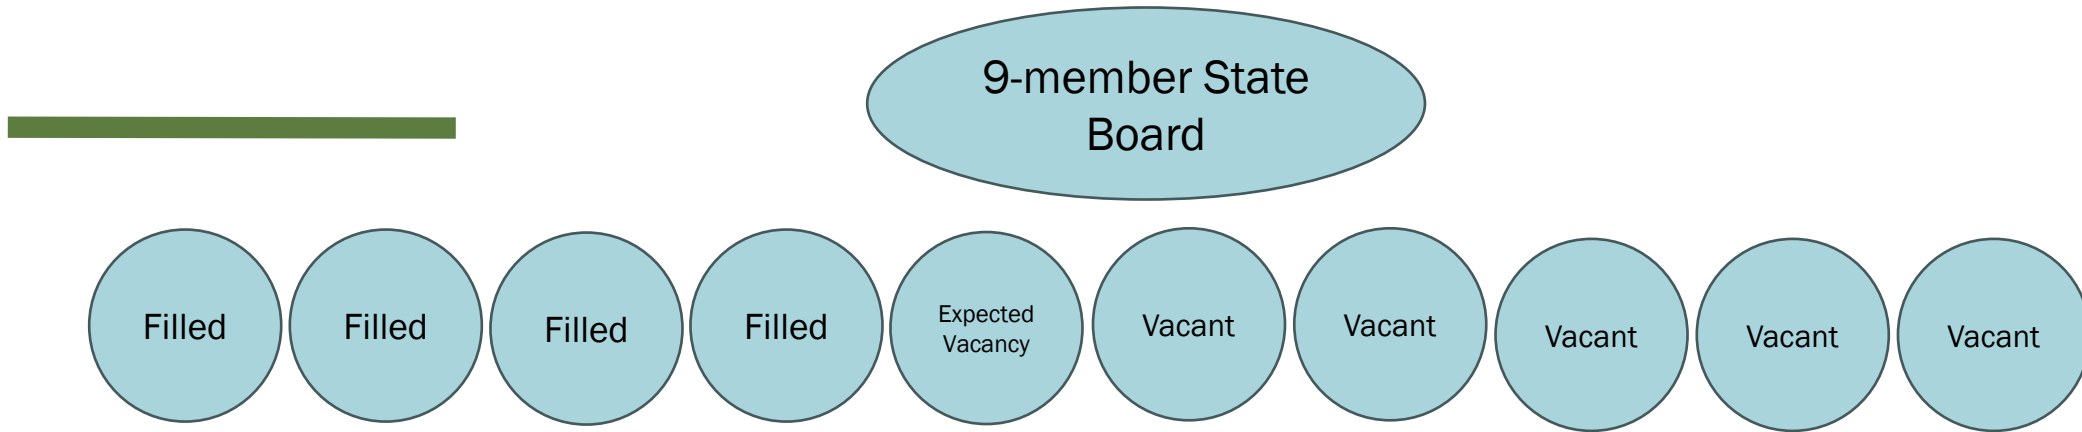 9-member State
Board
Filled
Filled
Filled
Filled
Expected
Vacancy
Vacant
Vacant
Vacant
Vacant
Vacant